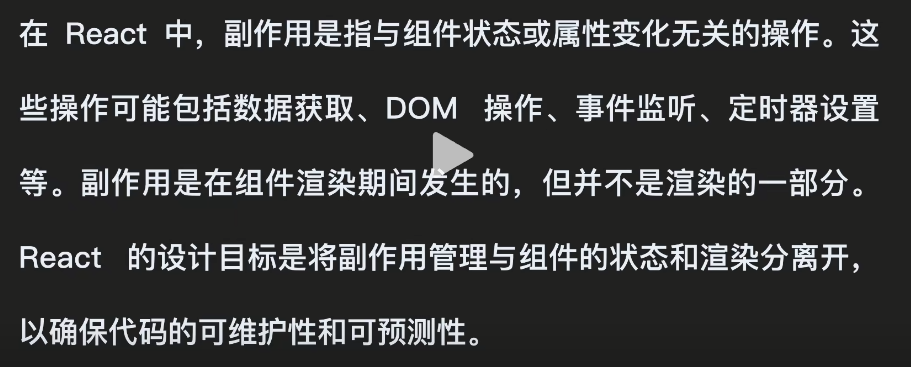 在 React 中，副作用是指与组件状态或属性变化无关的操作。这
些操作可能包括数据获取、DOM 操作、事件监听、定时器设置
等。副作用是在组件渲染期间发生的，但并不是渲染的一部分。
React 的设计目标是将副作用管理与组件的状态和渲染分离开，
以确保代码的可维护性和可预测性。